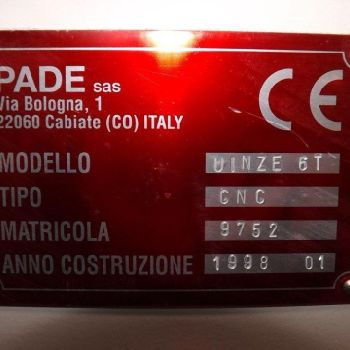 PADE sas
Via Bologna, 1
22060 Cabiate (CO) ITALY
CE
MODELLO UINZE 6T
TIPO CNC
MATRICOLA 9752
ANNO COSTRUZIONE 1998 01